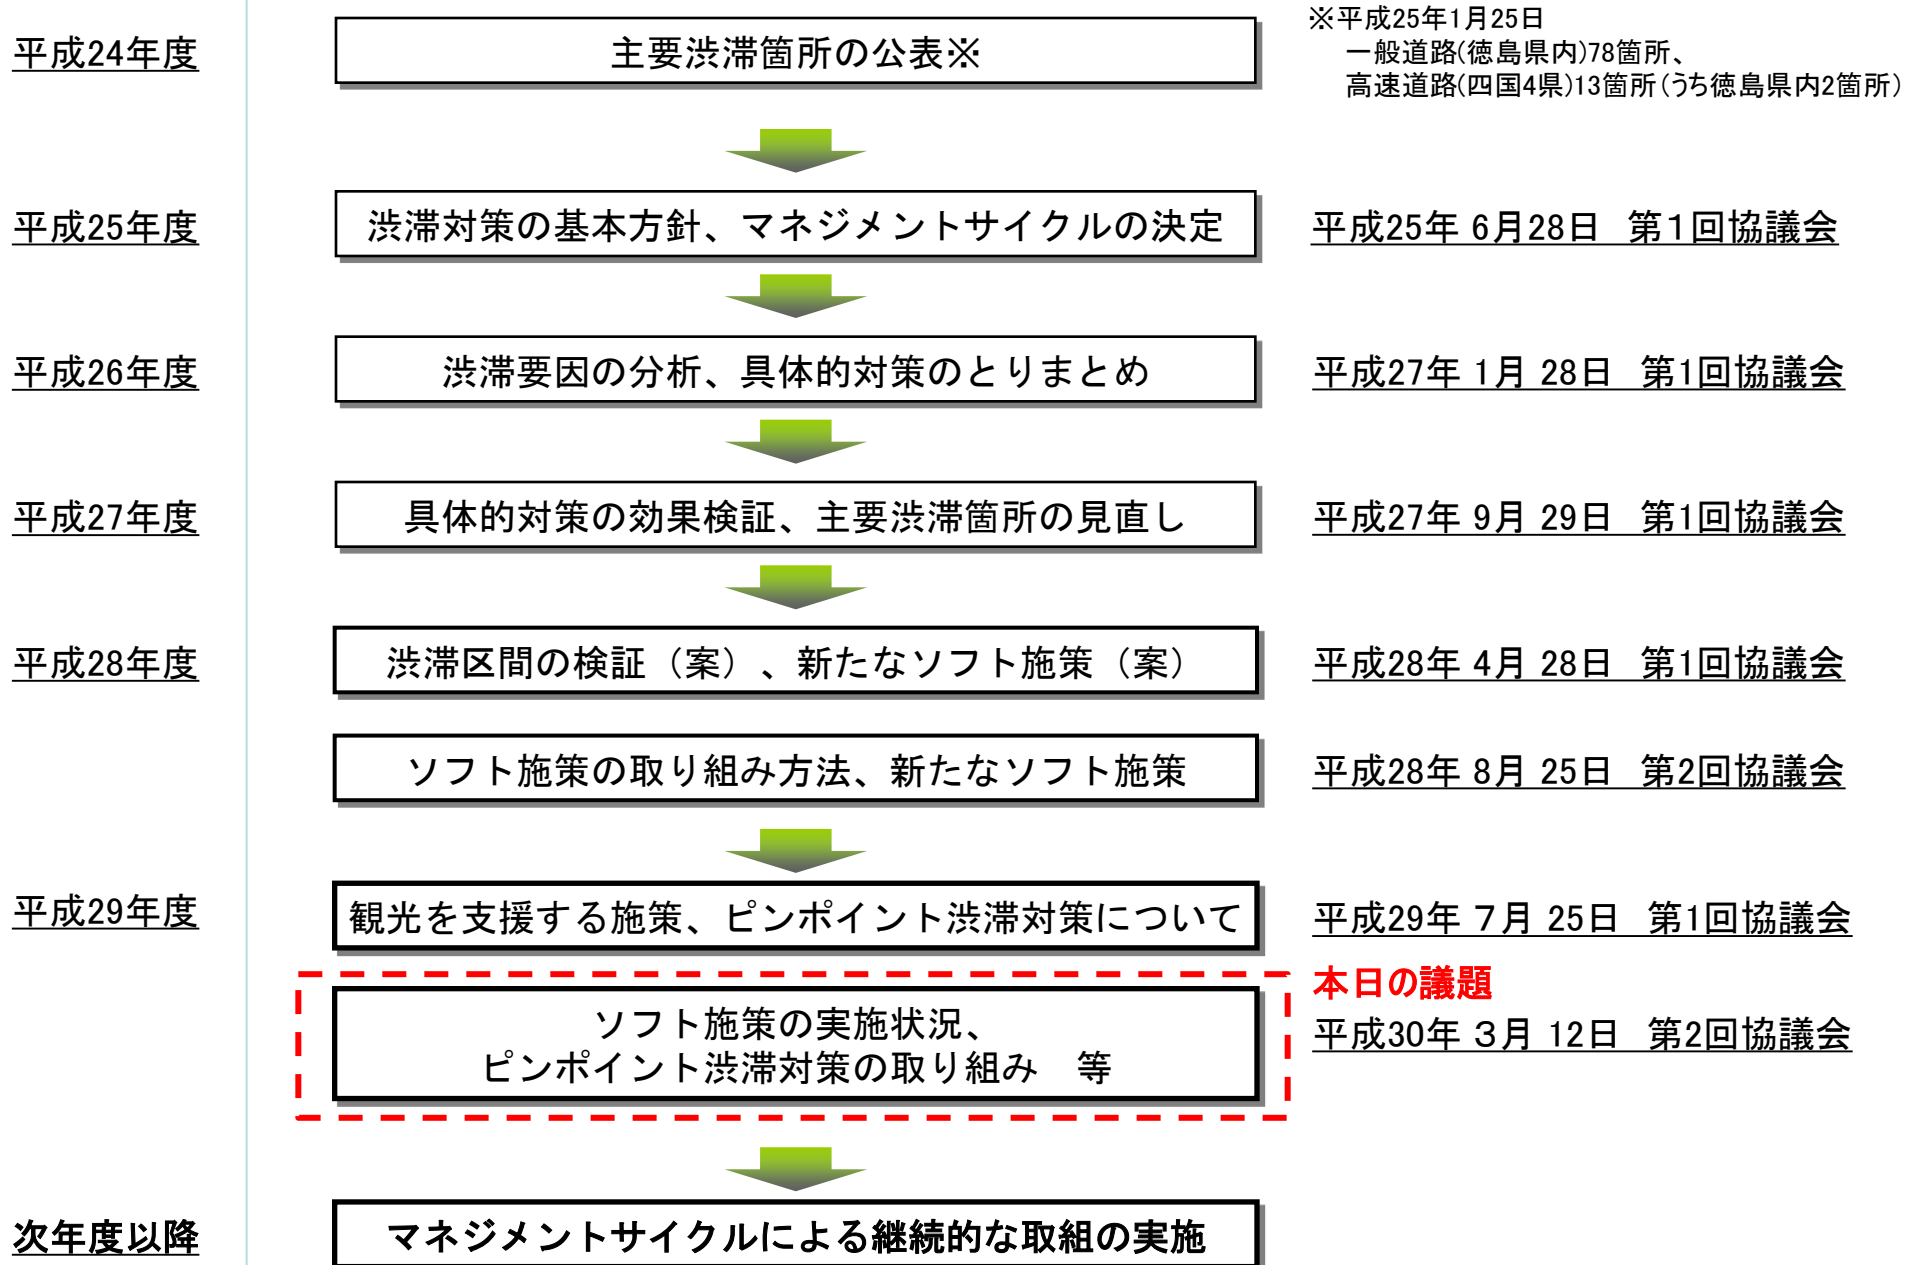 平成24年度
主要渋滞箇所の公表※
※平成25年1月25日
一般道路(徳島県内)78箇所、
高速道路(四国4県)13箇所(うち徳島県内2箇所)
平成25年度
渋滞対策の基本方針、マネジメントサイクルの決定
平成25年 6月28日 第1回協議会
平成26年度
渋滞要因の分析、具体的対策のとりまとめ
平成27年 1月 28日 第1回協議会
平成27年度
具体的対策の効果検証、主要渋滞箇所の見直し
平成27年 9月 29日 第1回協議会
平成28年度
渋滞区間の検証(案)、新たなソフト施策(案)
平成28年 4月 28日 第1回協議会
ソフト施策の取り組み方法、新たなソフト施策
平成28年 8月 25日 第2回協議会
平成29年度
観光を支援する施策、ピンポイント渋滞対策について
平成29年 7月 25日 第1回協議会
本日の議題
ソフト施策の実施状況、
ピンポイント渋滞対策の取り組み 等
平成30年 3月 12日 第2回協議会
次年度以降
マネジメントサイクルによる継続的な取組の実施